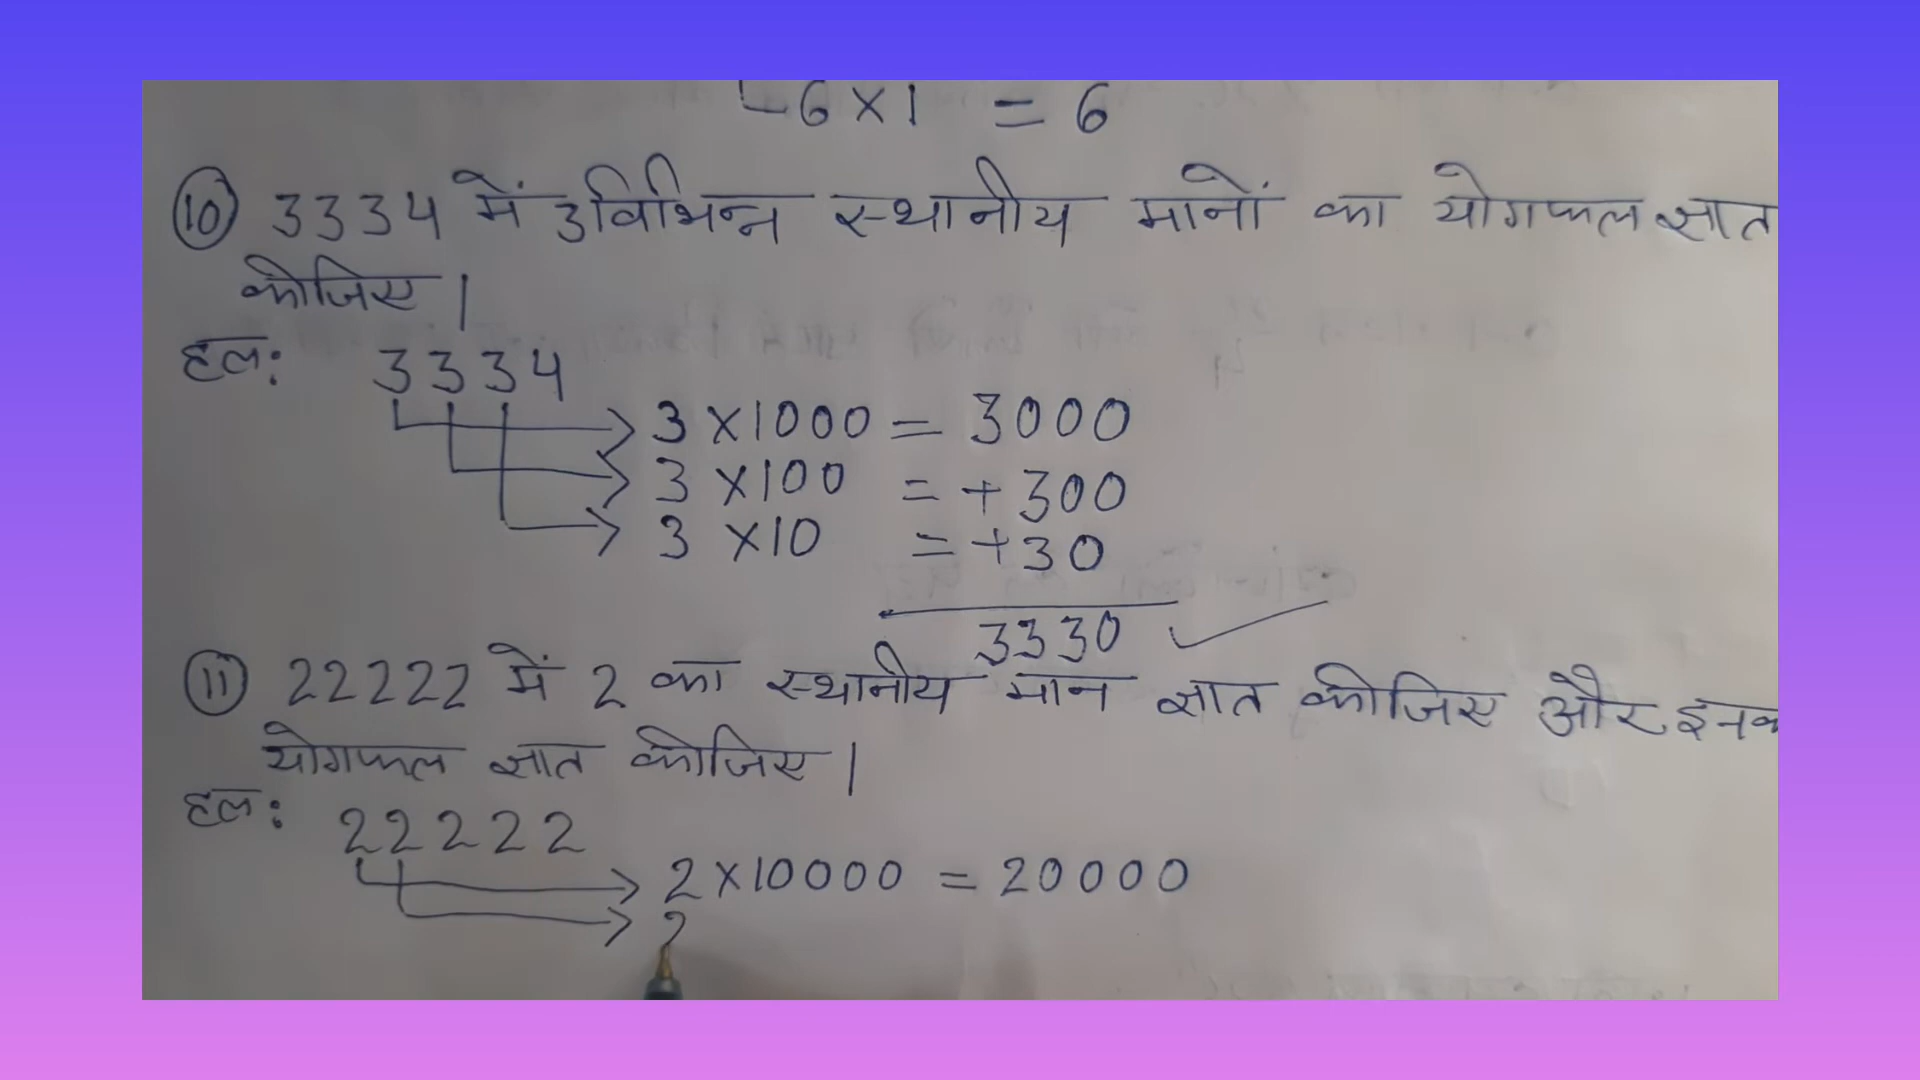 6 × 1 = 6
⑩ 3334 में 3 विभिन्न स्थानीय मानों का योगफल ज्ञात
कीजिए।
हल: 3334
3 × 1000 = 3000
3 × 100 = + 300
3 × 10 = + 30
3330 ✓
⑪ 22222 में 2 का स्थानीय मान ज्ञात कीजिए और इनक
योगफल ज्ञात कीजिए।
हल: 22222
2 × 10000 = 20000
2